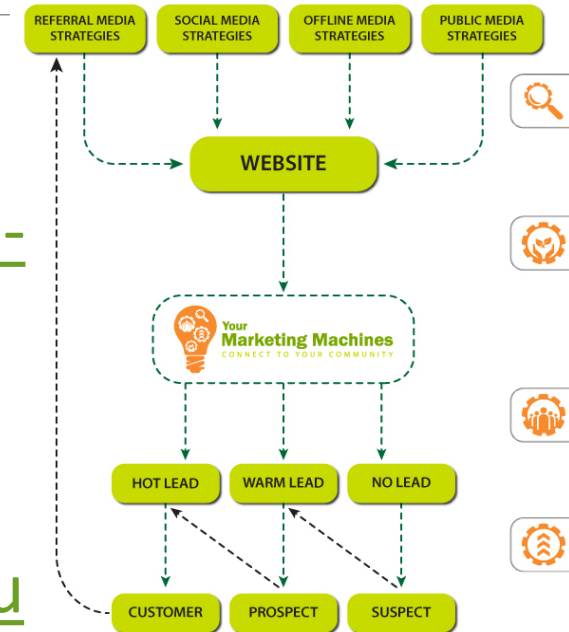 REFERRAL MEDIA
STRATEGIES
SOCIAL MEDIA
STRATEGIES
OFFLINE MEDIA
STRATEGIES
PUBLIC MEDIA
STRATEGIES
WEBSITE
-
Your
Marketing Machines
CONNECT TO YOUR COMMUNITY
HOT LEAD
WARM LEAD
NO LEAD
u
CUSTOMER
PROSPECT
SUSPECT